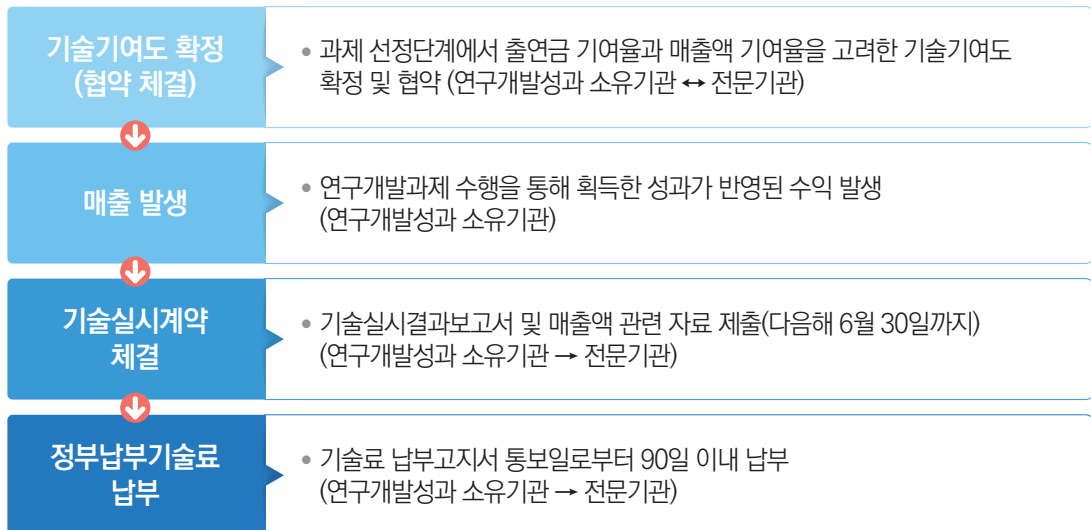 기술기여도 확정
(협약 체결)
• 과제 선정단계에서 출연금 기여율과 매출액 기여율을 고려한 기술기여도
확정 및 협약 (연구개발성과 소유기관 ↔ 전문기관)
매출 발생
• 연구개발과제 수행을 통해 획득한 성과가 반영된 수익 발생
(연구개발성과 소유기관)
기술실시계약
체결
• 기술실시결과보고서 및 매출액 관련 자료 제출(다음해 6월 30일까지)
(연구개발성과 소유기관 → 전문기관)
정부납부기술료
납부
• 기술료 납부고지서 통보일로부터 90일 이내 납부
(연구개발성과 소유기관 → 전문기관)